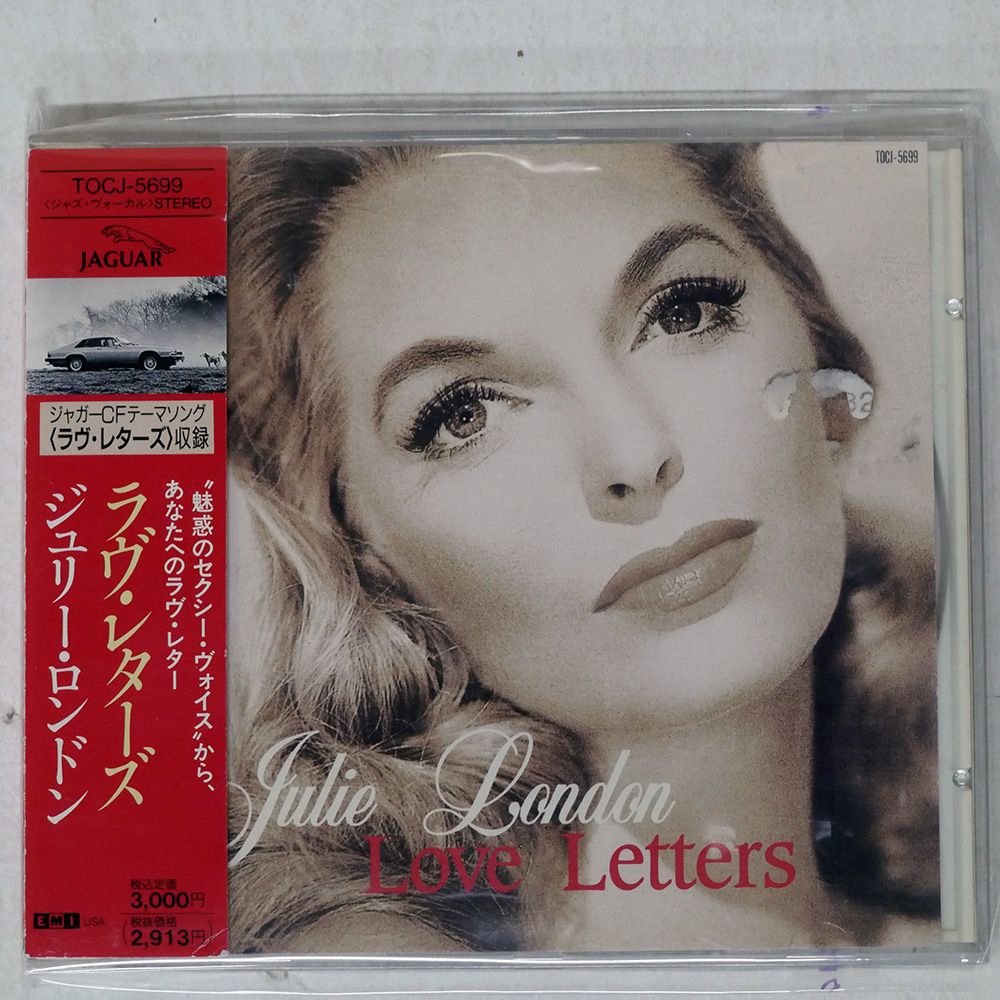 TOCJ-5699
〈ジャズ・ヴォーカル〉STEREO
JAGUAR
ジャガーCFテーマソング
〈ラヴ・レターズ〉収録
“魅惑のセクシー・ヴォイス”から、
あなたへのラヴ・レター
ラヴ・レターズ
ジュリー・ロンドン
税込定価
3,000円
(税抜価格
2,913円)
EMI USA
TOCJ-5699
Julie London
Love Letters